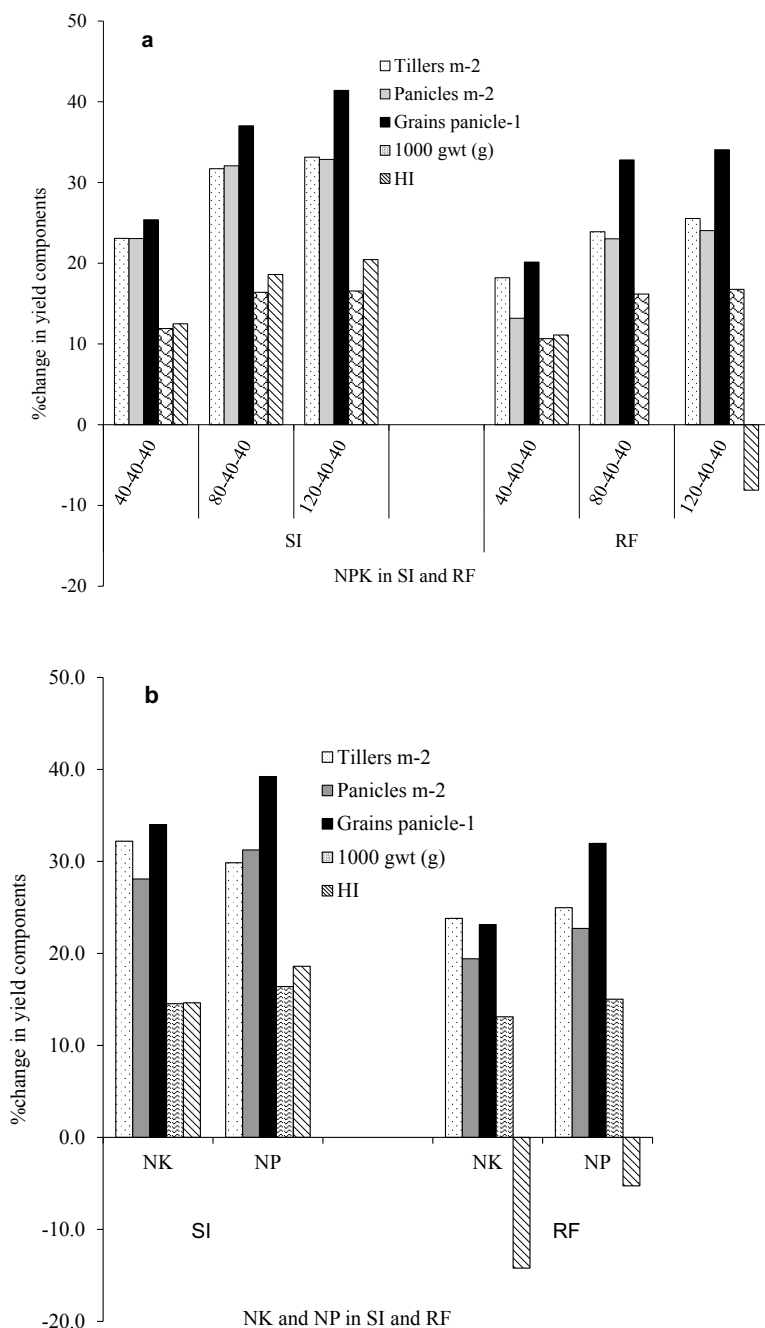 50
a
40
30
20
10
0
-10
-20
%change in yield components
Tillers m-2
Panicles m-2
Grains panicle-1
1000 gwt (g)
HI
40-40-40
80-40-40
120-40-40
40-40-40
80-40-40
120-40-40
SI
RF
NPK in SI and RF
50.0
b
40.0
30.0
20.0
10.0
0.0
-10.0
-20.0
%change in yield components
Tillers m-2
Panicles m-2
Grains panicle-1
1000 gwt (g)
HI
NK
NP
NK
NP
SI
RF
NK and NP in SI and RF